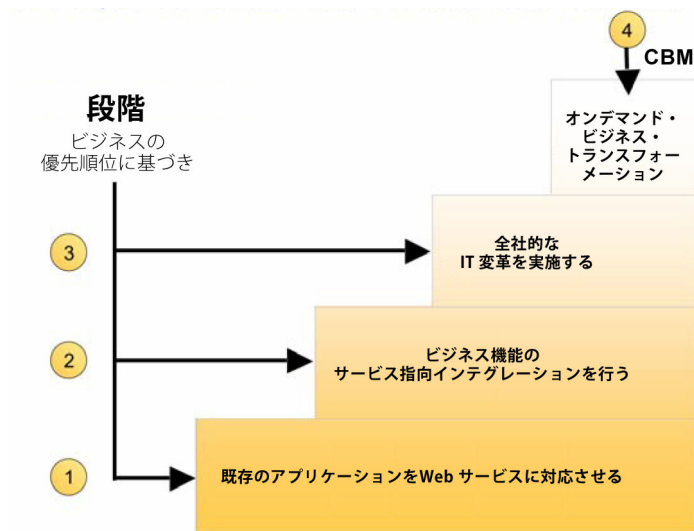 4
CBM
段階
ビジネスの
優先順位に基づき
オンデマンド・
ビジネス・
トランスフォー
メーション
3
全社的な
IT 変革を実施する
2
ビジネス機能の
サービス指向インテグレーションを行う
1
既存のアプリケーションをWeb サービスに対応させる